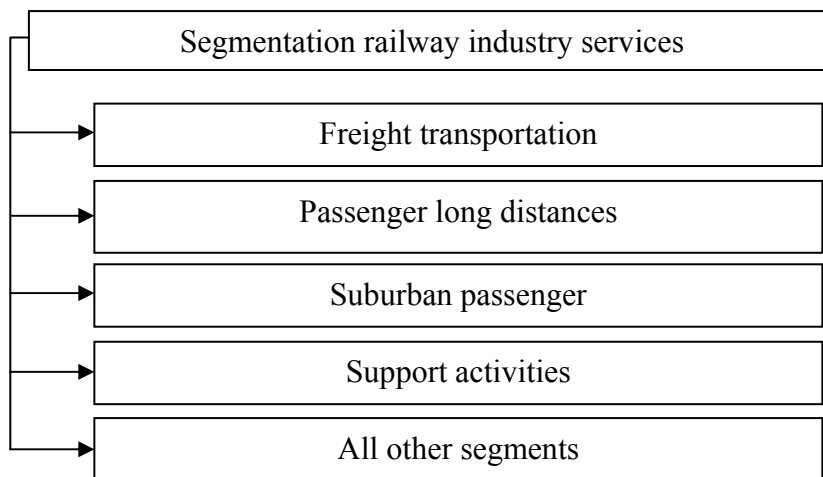 Segmentation railway industry services
Freight transportation
Passenger long distances
Suburban passenger
Support activities
All other segments